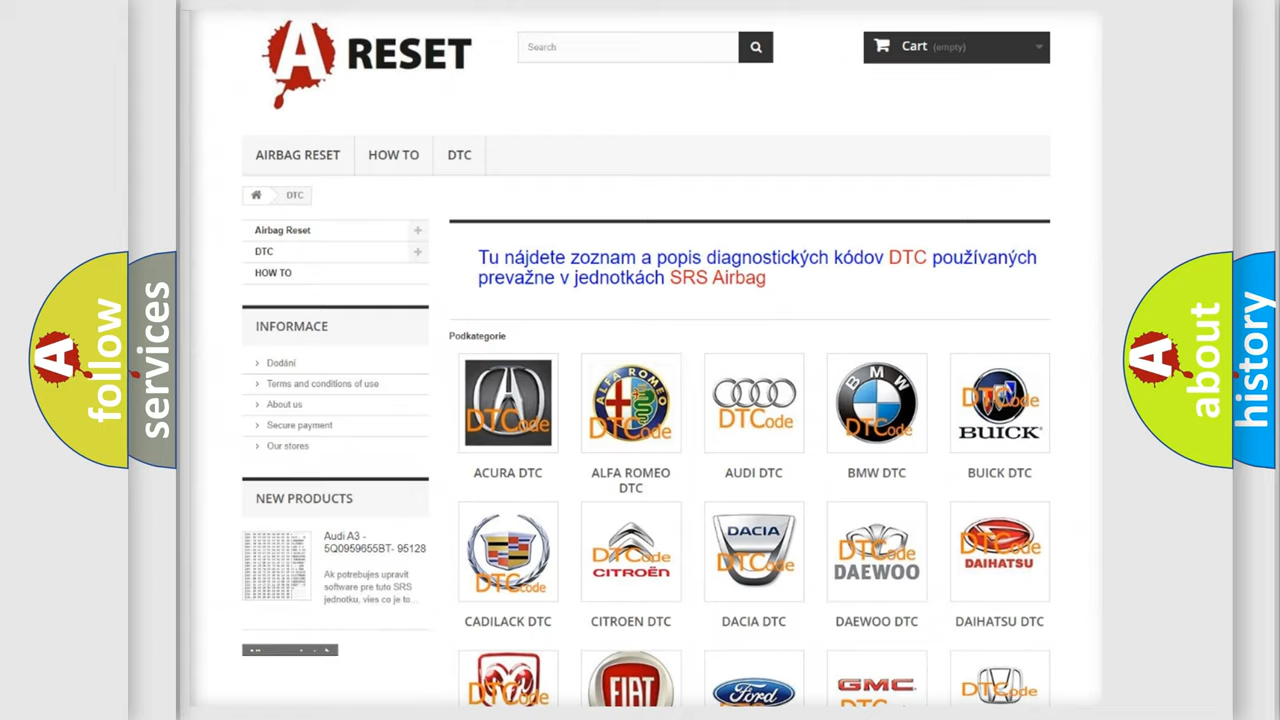 A RESET
Search
Cart (empty)
AIRBAG RESET
HOW TO
DTC
DTC
Airbag Reset
DTC
HOW TO
Tu nájdete zoznam a popis diagnostických kódov DTC používaných
prevažne v jednotkách SRS Airbag
INFORMACE
Dodání
Terms and conditions of use
About us
Secure payment
Our stores
NEW PRODUCTS
Audi A3 -
5Q0959655BT- 95128
Ak potrebujes upravit
software pre tuto SRS
jednotku, vies co je to...
Podkategorie
DTCode
ALFA ROMEO
DTCode
DTCode
BMW
DTCode
DTCode
BUICK
ACURA DTC
ALFA ROMEO
DTC
AUDI DTC
BMW DTC
BUICK DTC
DTCode
DTCode
CITROËN
DACIA
DTCode
DTCode
DAEWOO
DTCode
DAIHATSU
CADILACK DTC
CITROEN DTC
DACIA DTC
DAEWOO DTC
DAIHATSU DTC
DTCode
FIAT
Ford
GMC
DTCode
A
follow
services
A
about
history